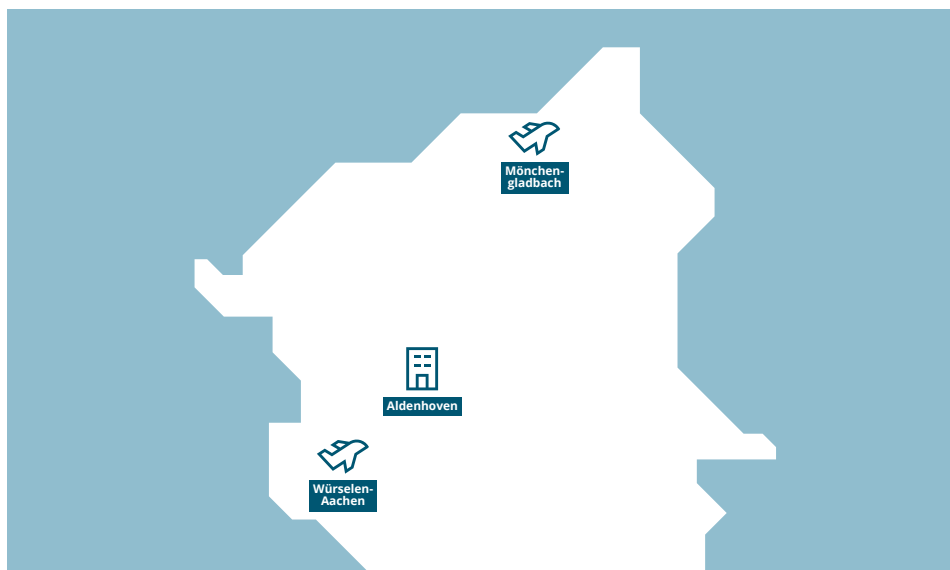 Mönchen-
gladbach
Aldenhoven
Würselen-
Aachen